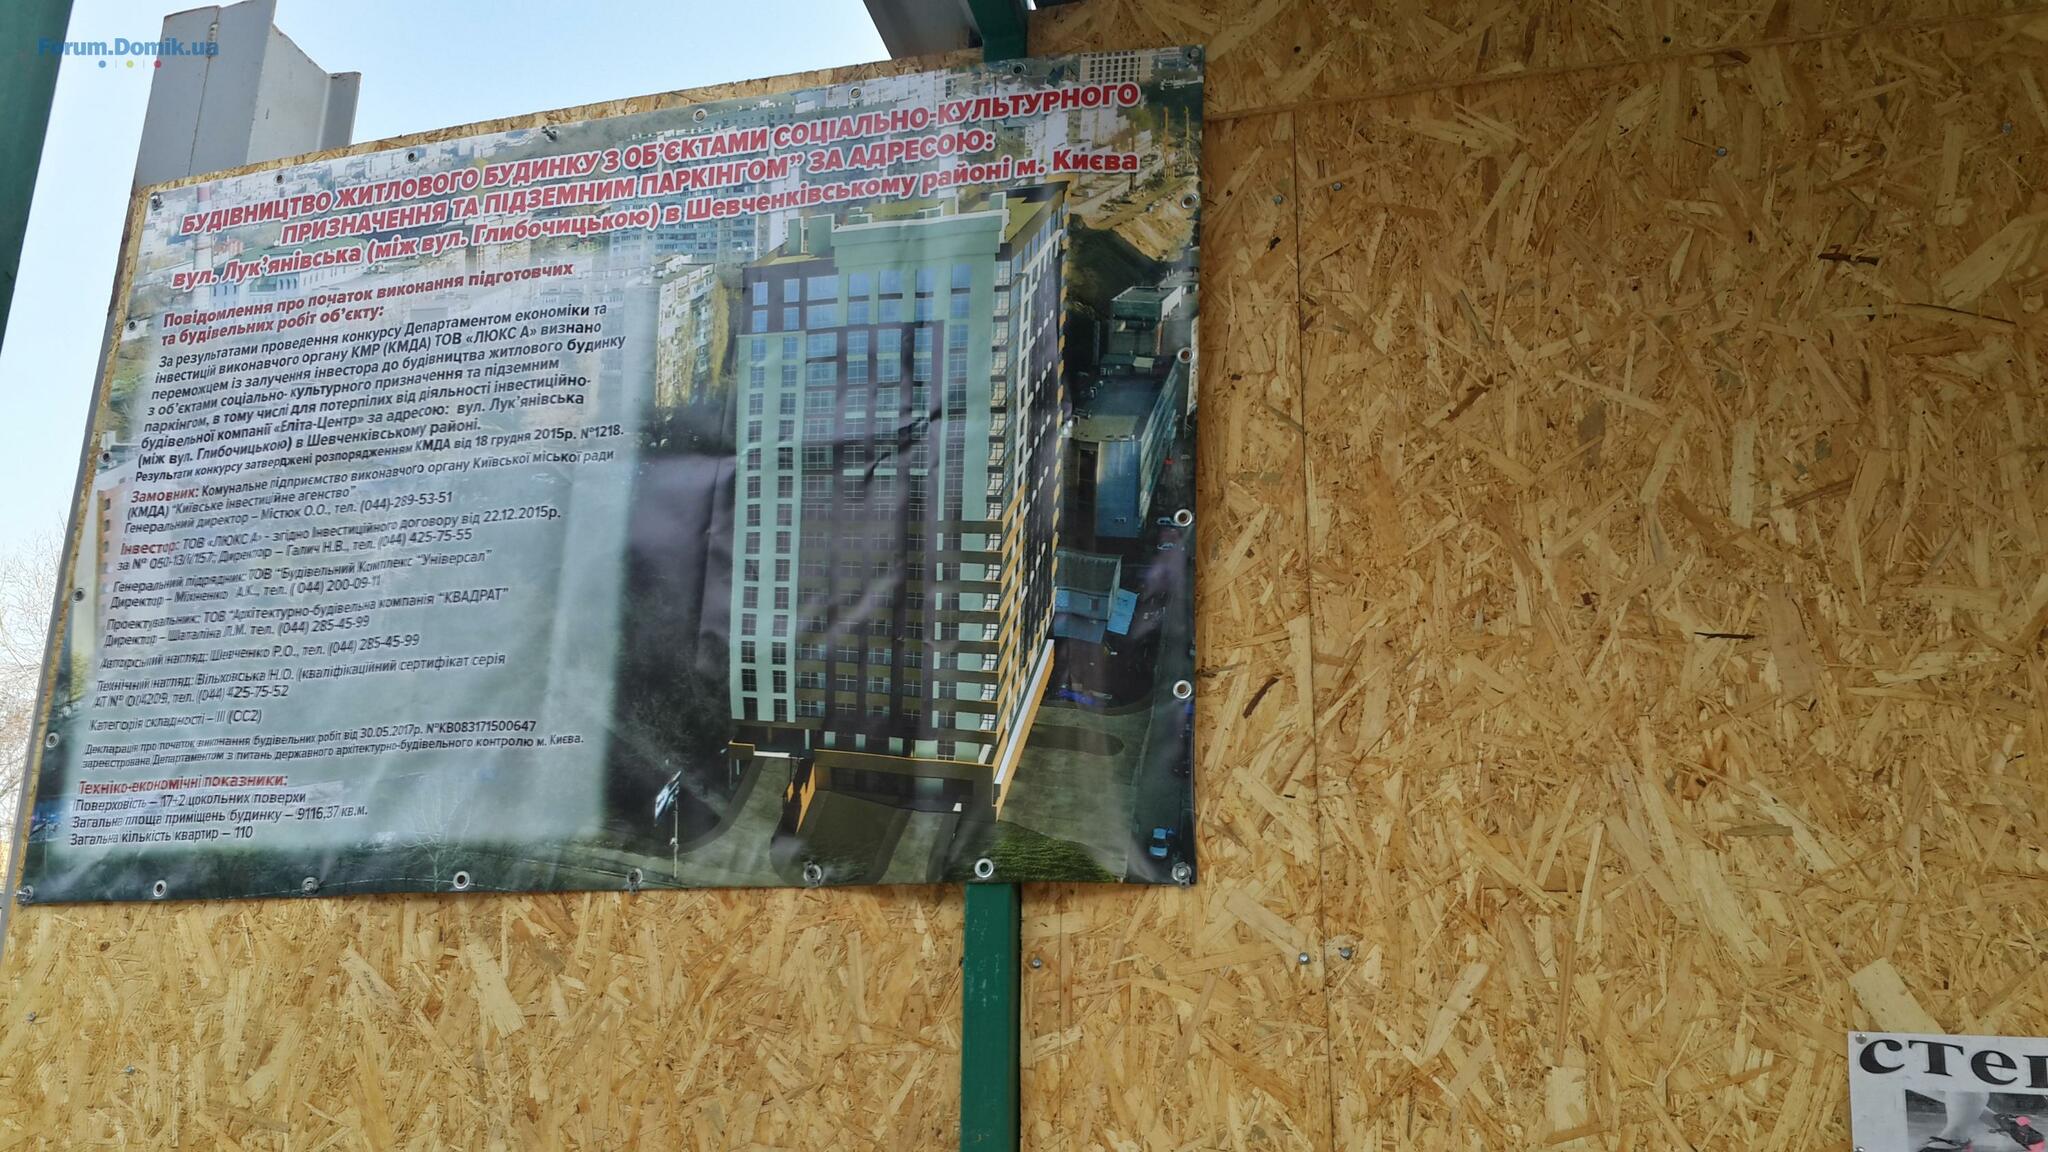 Forum.Domik.ua
БУДІВНИЦТВО ЖИТЛОВОГО БУДИНКУ З ОБ'ЄКТАМИ СОЦІАЛЬНО-КУЛЬТУРНОГО
ПРИЗНАЧЕННЯ ТА ПІДЗЕМНИМ ПАРКІНГОМ" ЗА АДРЕСОЮ:
вул. Лук'янівська (між вул. Глибочицькою) в Шевченківському районі м. Києва
Повідомлення про початок виконання підготовчих
та будівельних робіт об'єкту:
За результатами проведення конкурсу Департаментом економіки та
інвестицій виконавчого органу КМР (КМДА) ТОВ «ЛЮКС А» визнано
переможцем із залучення інвестора до будівництва житлового будинку
з об'єктами соціально- культурного призначення та підземним
паркінгом, в тому числі для потерпілих від діяльності інвестиційно-
будівельної компанії «Еліта-Центр» за адресою: вул. Лук'янівська
(між вул. Глибочицькою) в Шевченківському районі.
Результати конкурсу затверджені розпорядженням КМДА від 18 грудня 2015р. №1218.
Замовник: Комунальне підприємство виконавчого органу Київської міської ради
(КМДА) "Київське інвестиційне агенство"
Генеральний директор – Містюк О.О., тел. (044)-289-53-51
Інвестор: ТОВ «ЛЮКС А» - згідно Інвестиційного договору від 22.12.2015р.
за № 050-13/і/157; Директор – Галич Н.В., тел. (044) 425-75-55
Генеральний підрядник: ТОВ "Будівельний Комплекс "Універсал"
Директор – Міхненко А.К., тел. ( 044) 200-09-11
Проектувальник: ТОВ "Архітектурно-будівельна компанія "КВАДРАТ"
Директор – Шаталіна Л.М. тел. (044) 285-45-99
Авторський нагляд: Шевченко Р.О., тел. (044) 285-45-99
Технічний нагляд: Вільховська Н.О. (кваліфікаційний сертифікат серія
АТ № 004209, тел. (044) 425-75-52
Категорія складності – III (СС2)
Декларація про початок виконання будівельних робіт від 30.05.2017р. №КВ083171500647
зареєстрована Департаментом з питань державного архітектурно-будівельного контролю м. Києва.
Техніко-економічні показники:
Поверховість – 17+2 цокольних поверхи
Загальна площа приміщень будинку – 9116,37 кв.м.
Загальна кількість квартир – 110